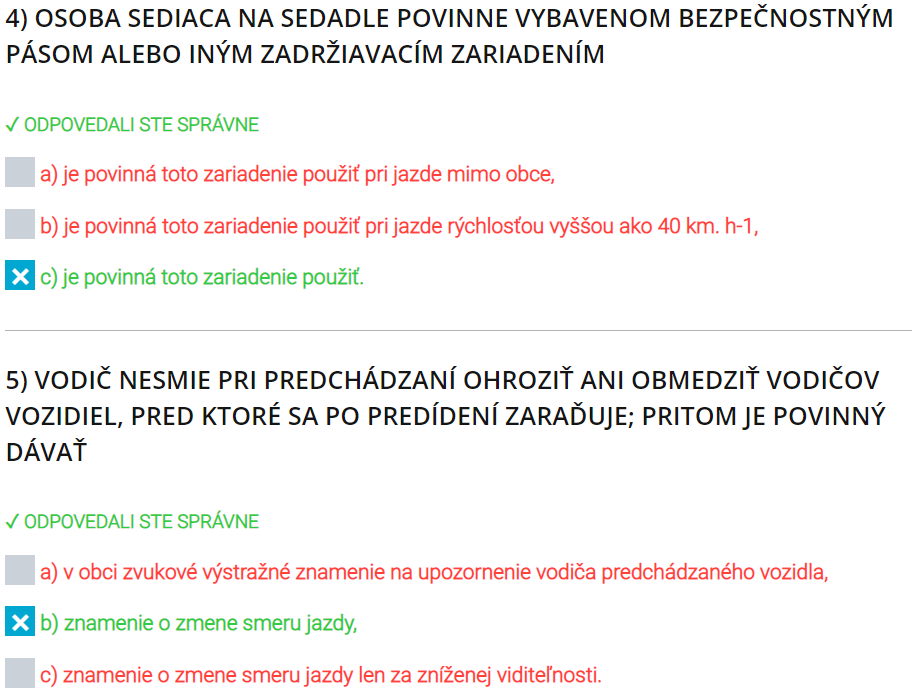 4) OSOBA SEDIACA NA SEDADLE POVINNE VYBAVENOM BEZPEČNOSTNÝM
PÁSOM ALEBO INÝM ZADRŽIAVACÍM ZARIADENÍM
✓ ODPOVEDALI STE SPRÁVNE
a) je povinná toto zariadenie použiť pri jazde mimo obce,
b) je povinná toto zariadenie použiť pri jazde rýchlosťou vyššou ako 40 km. h-1,
c) je povinná toto zariadenie použiť.
5) VODIČ NESMIE PRI PREDCHÁDZANÍ OHROZIŤ ANI OBMEDZIŤ VODIČOV
VOZIDIEL, PRED KTORÉ SA PO PREDÍDENÍ ZARAĎUJE; PRITOM JE POVINNÝ
DÁVAŤ
✓ ODPOVEDALI STE SPRÁVNE
a) v obci zvukové výstražné znamenie na upozornenie vodiča predchádzaného vozidla,
b) znamenie o zmene smeru jazdy,
c) znamenie o zmene smeru jazdy len za zníženej viditeľnosti.